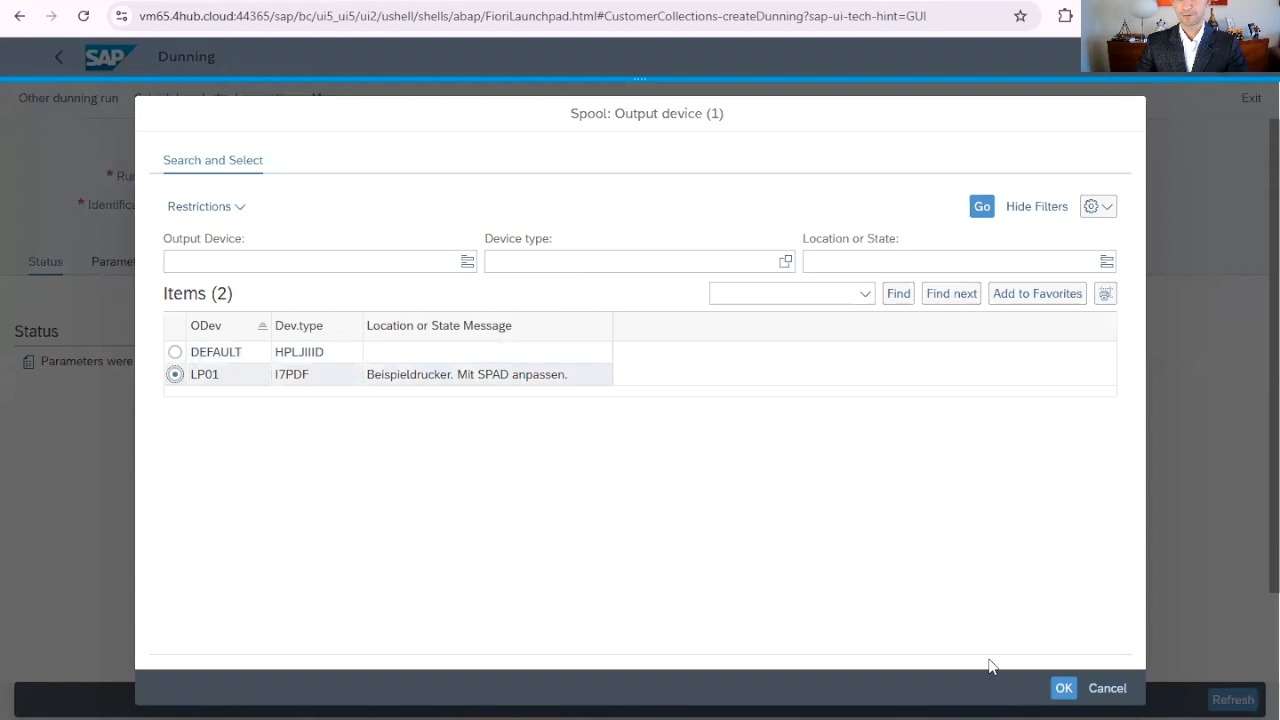 vm65.4hub.cloud:44365/sap/bc/ui5_ui5/ui2/ushell/shells/abap/FioriLaunchpad.html#CustomerCollections-createDunning?sap-ui-tech-hint=GUI
SAP Dunning
Other dunning run
Exit
Spool: Output device (1)
Search and Select
Restrictions
Go Hide Filters
Output Device: Device type: Location or State:
Items (2)
Find Find next Add to Favorites
ODev Dev.type Location or State Message
DEFAULT HPLJIIID
LP01 I7PDF Beispieldrucker. Mit SPAD anpassen.
Status
Status
Parameters were
OK Cancel
Refresh